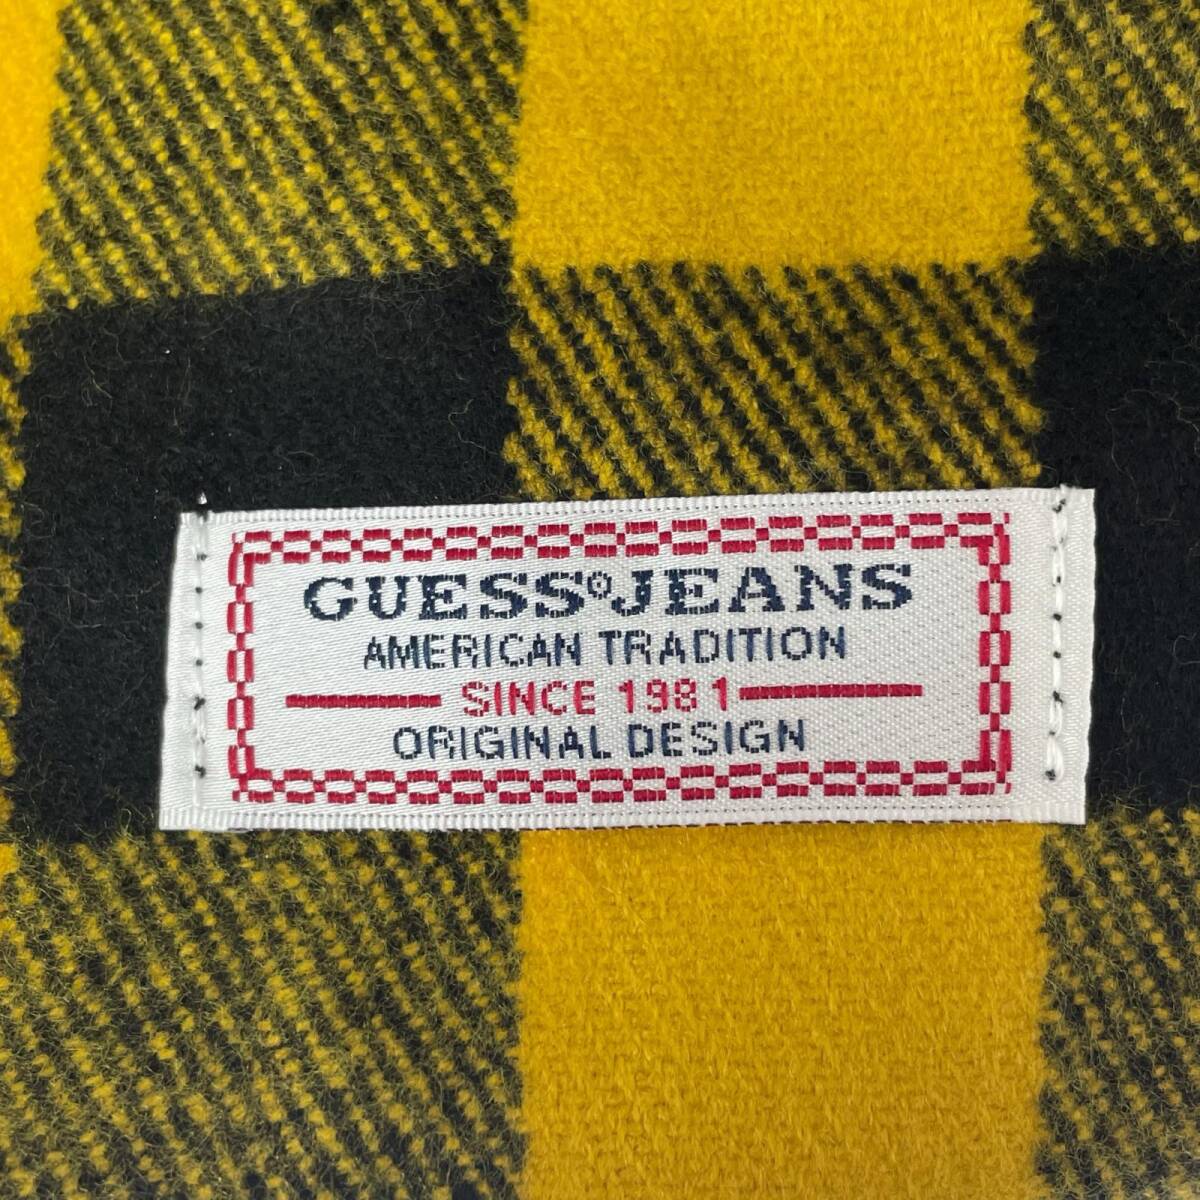 GUESS®JEANS
AMERICAN TRADITION
SINCE 1981
ORIGINAL DESIGN